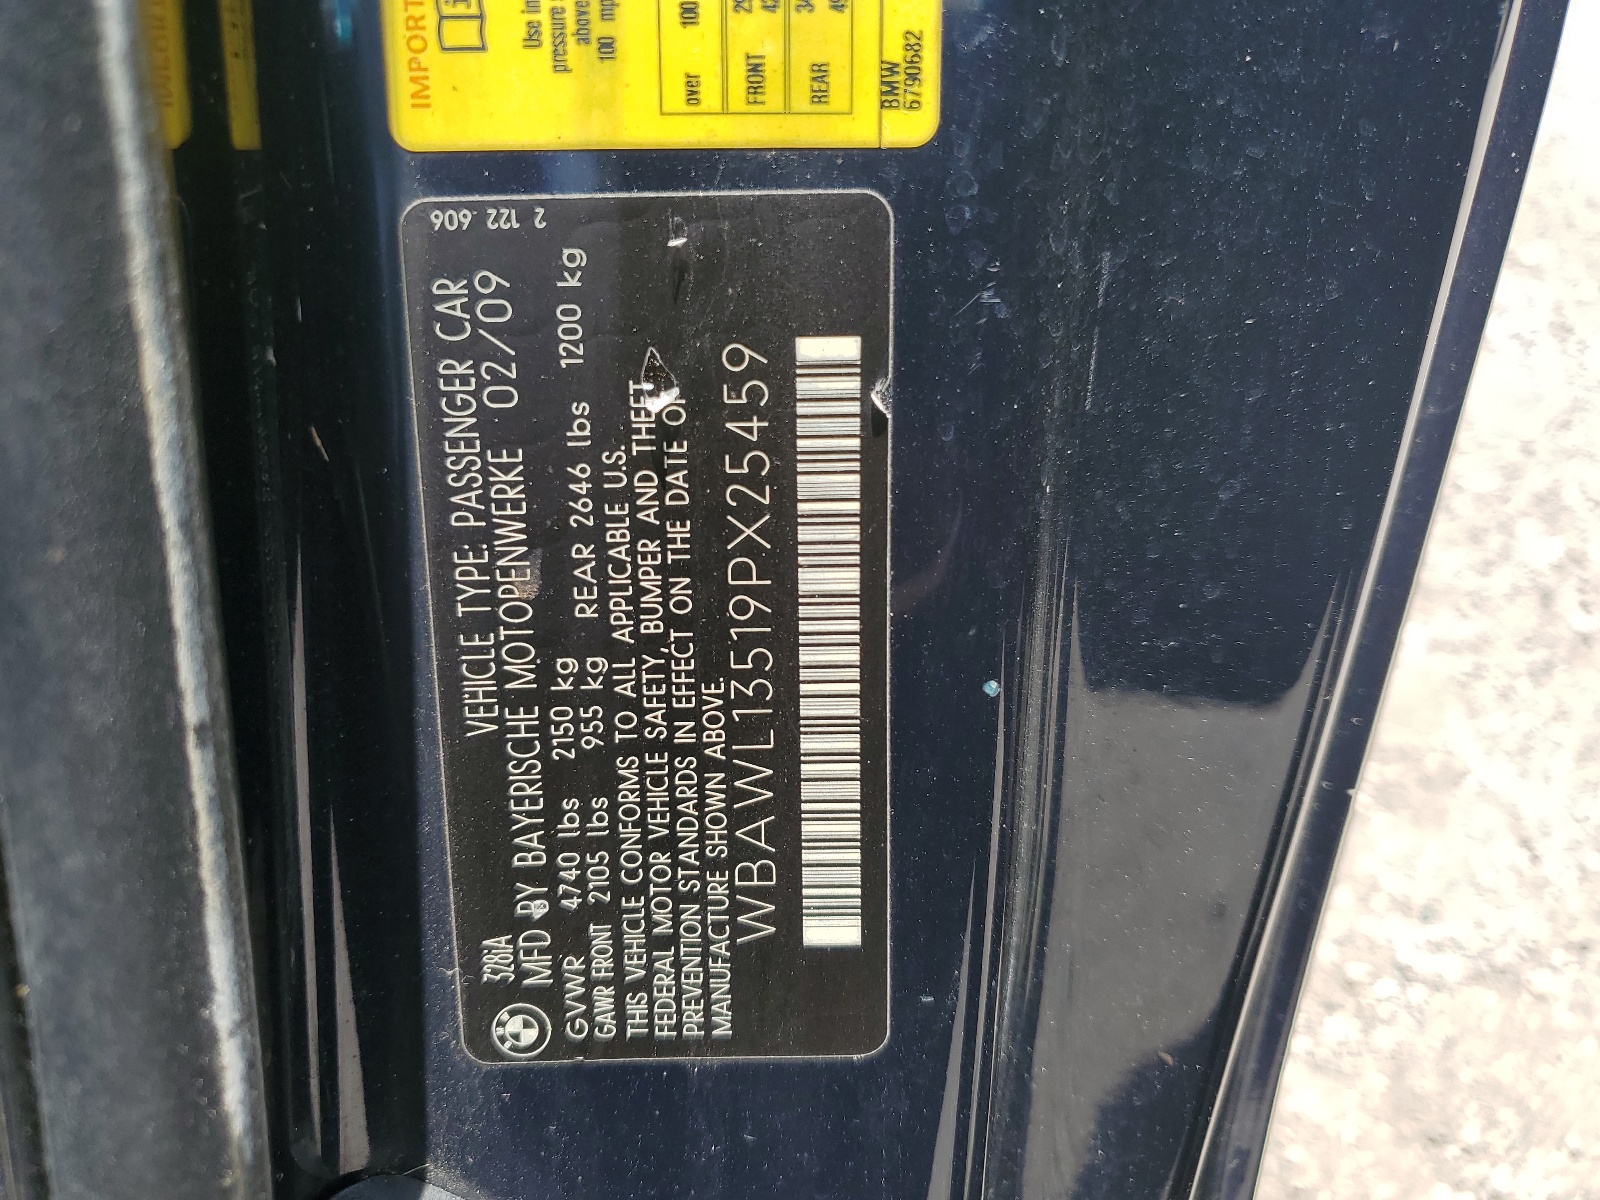 328iA VEHICLE TYPE: PASSENGER CAR
MFD BY BAYERISCHE MOTOPENWERKE 02/09
GVWR 4740 lbs 2150 kg
GAWR FRONT 2105 lbs 955 kg REAR 2646 lbs 1200 kg
THIS VEHICLE CONFORMS TO ALL APPLICABLE U.S.
FEDERAL MOTOR VEHICLE SAFETY, BUMPER AND THEFT
PREVENTION STANDARDS IN EFFECT ON THE DATE OF
MANUFACTURE SHOWN ABOVE.
WBAWL13519PX25459
2 122 606
IMPORT
Use in
pressure
above
100 mp
over 100
FRONT
REAR
BMW
6790682